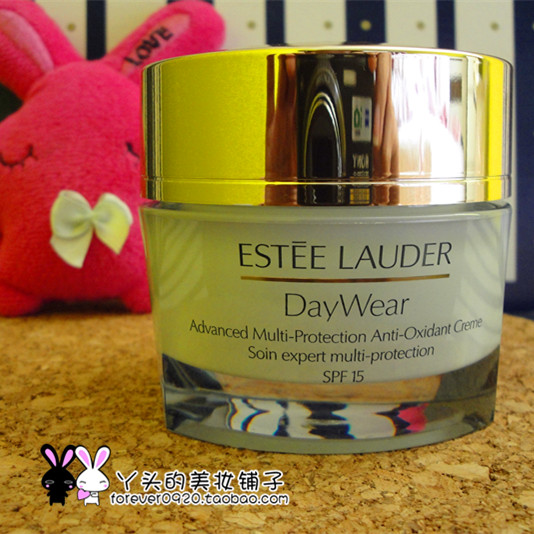 LOVE
ESTĒE LAUDER
DayWear
Advanced Multi-Protection Anti-Oxidant Creme
Soin expert multi-protection
SPF 15
丫头的美妆铺子
forever0920.taobao.com